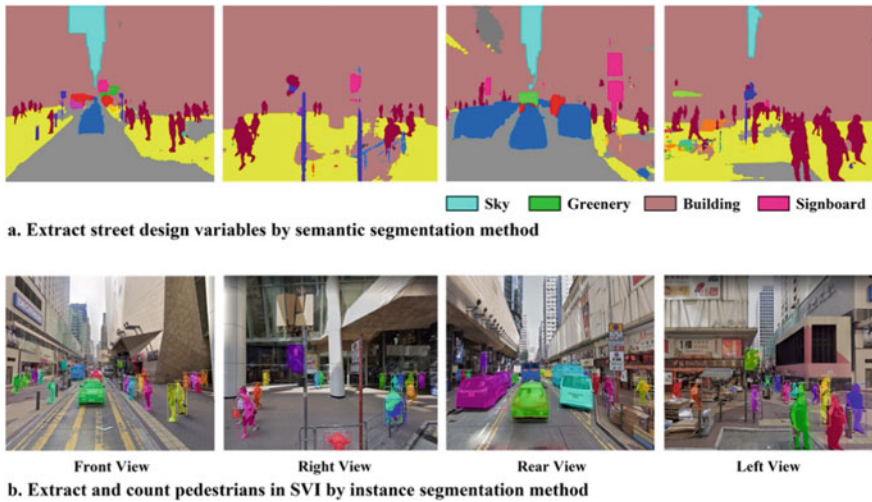 Sky Greenery Building Signboard
a. Extract street design variables by semantic segmentation method
Front View Right View Rear View Left View
b. Extract and count pedestrians in SVI by instance segmentation method